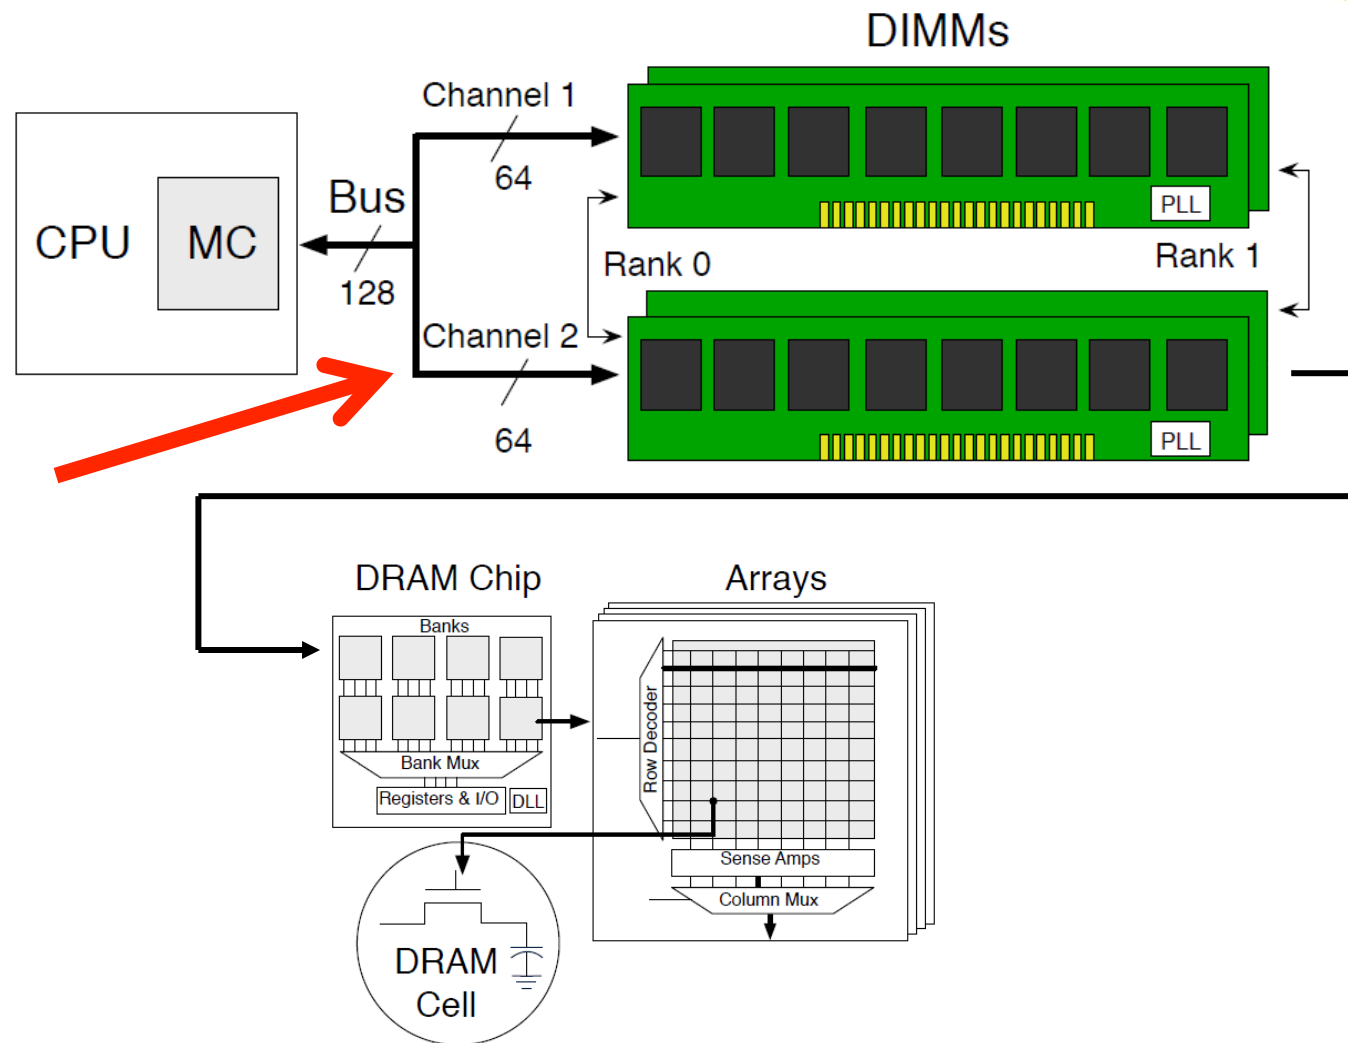 DIMMs
Channel 1
64
Bus
CPU
MC
128
PLL
Rank 0
Rank 1
Channel 2
64
PLL
DRAM Chip
Arrays
Banks
Bank Mux
Registers & I/O
DLL
Row Decoder
Sense Amps
Column Mux
DRAM
Cell